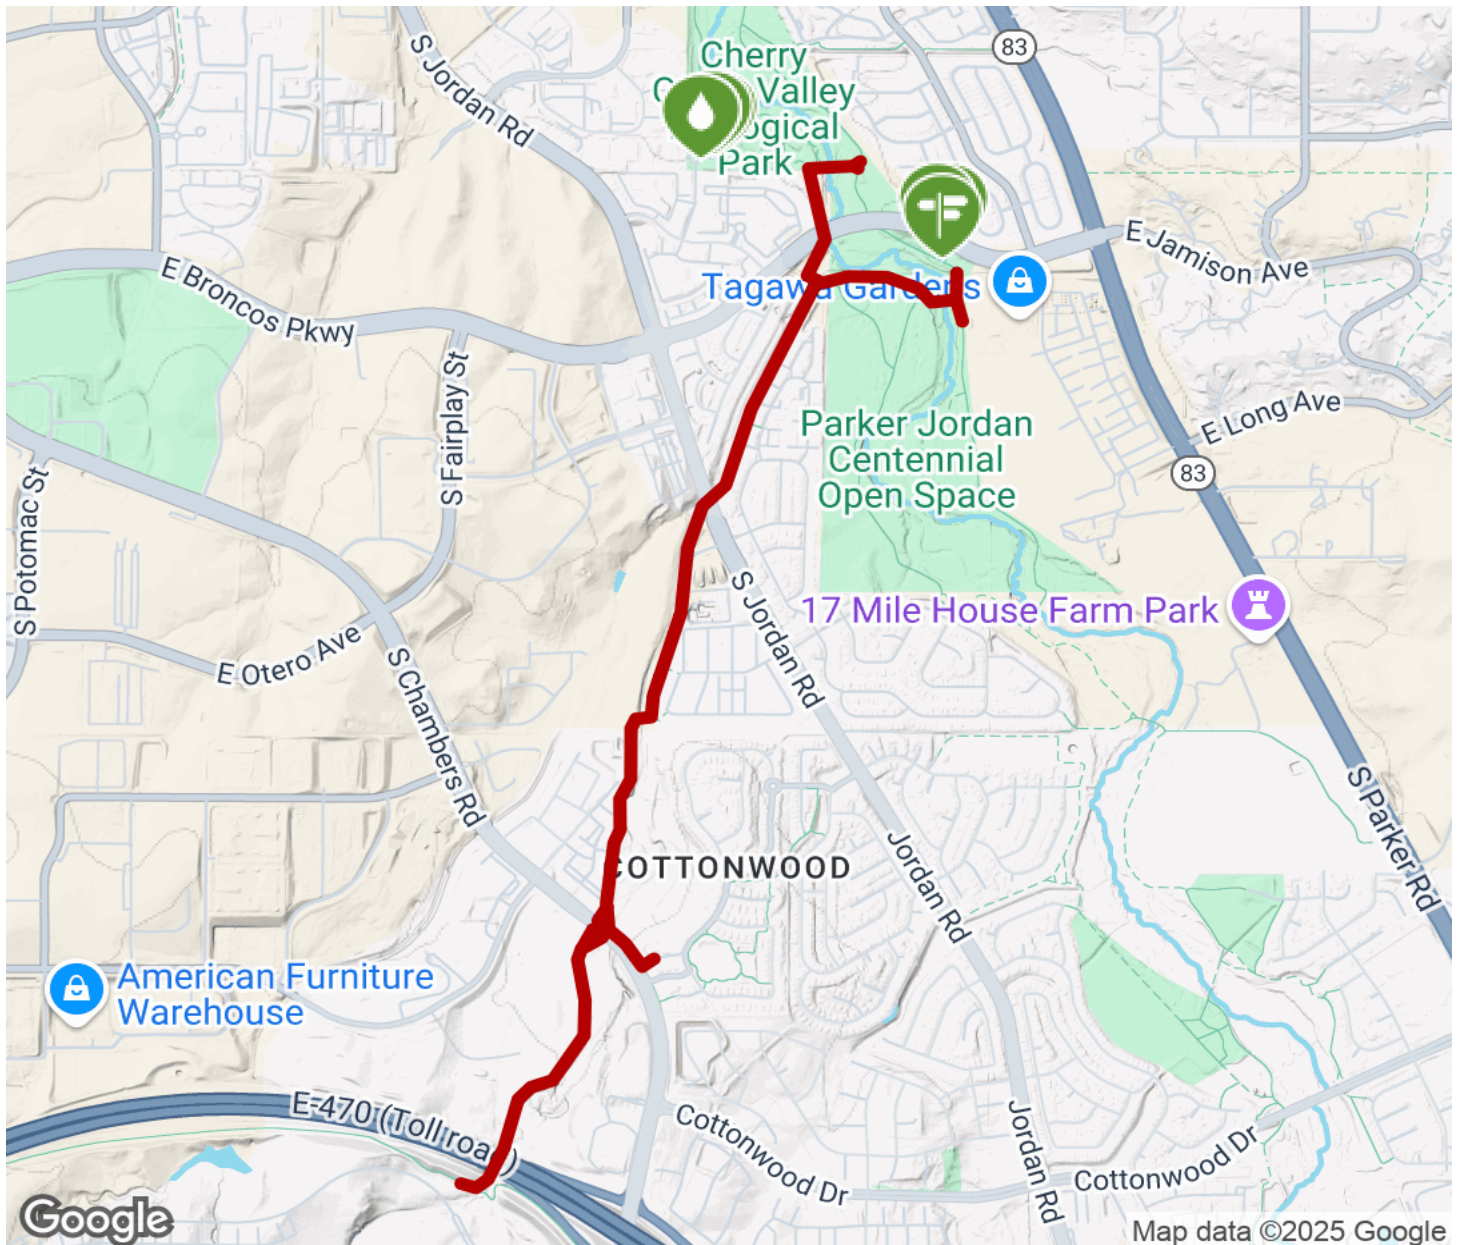 S Jordan Rd
83
Cherry
Valley
ogical
Park
E Jamison Ave
E Broncos Pkwy
Tagawa Gardens
S Fairplay St
E Long Ave
Parker Jordan
Centennial
Open Space
83
S Potomac St
S Jordan Rd
17 Mile House Farm Park
E Otero Ave
S Chambers Rd
S Parker Rd
COTTONWOOD
Jordan Rd
American Furniture
Warehouse
E-470 (Toll road)
Cottonwood Dr
Jordan Rd
Cottonwood Dr
Google
Map data ©2025 Google